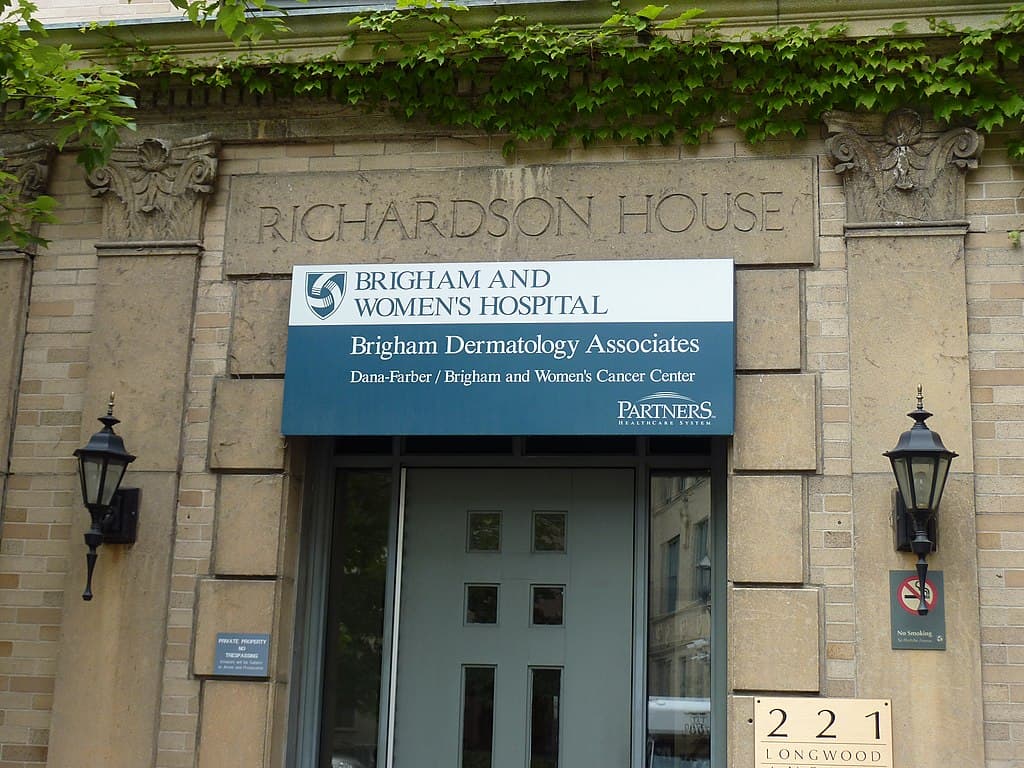 RICHARDSON HOUSE
BRIGHAM AND
WOMEN'S HOSPITAL
Brigham Dermatology Associates
Dana-Farber / Brigham and Women's Cancer Center
PARTNERS
HEALTHCARE SYSTEM
PRIVATE PROPERTY
NO
TRESPASSING
No Smoking
221
LONGWOOD